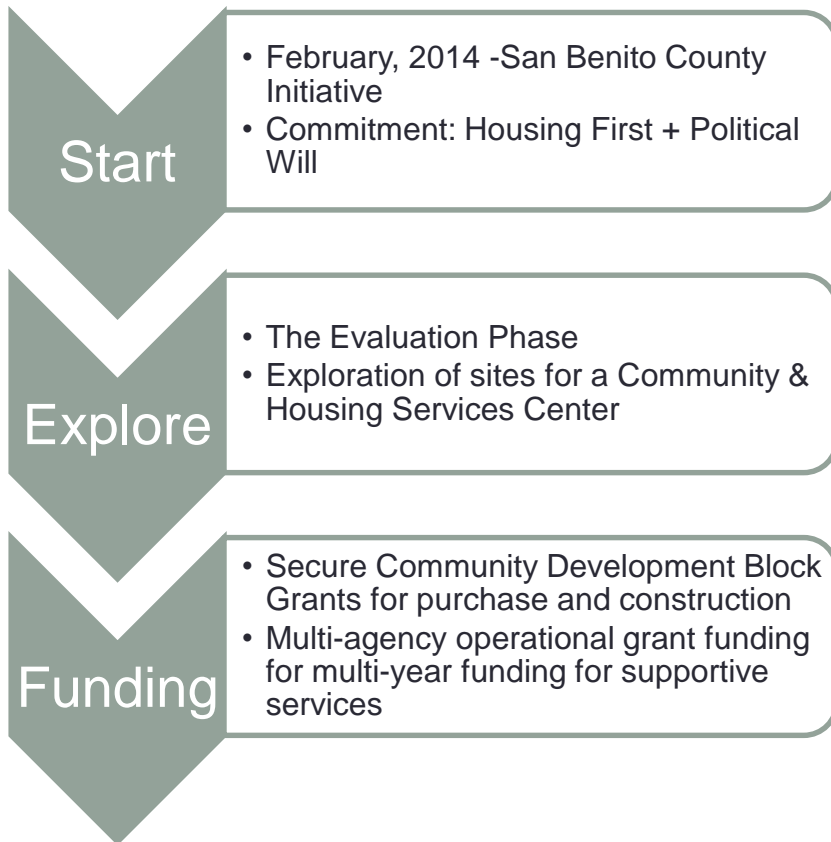 Start
• February, 2014 -San Benito County
Initiative
• Commitment: Housing First + Political
Will
Explore
• The Evaluation Phase
• Exploration of sites for a Community &
Housing Services Center
Funding
• Secure Community Development Block
Grants for purchase and construction
• Multi-agency operational grant funding
for multi-year funding for supportive
services